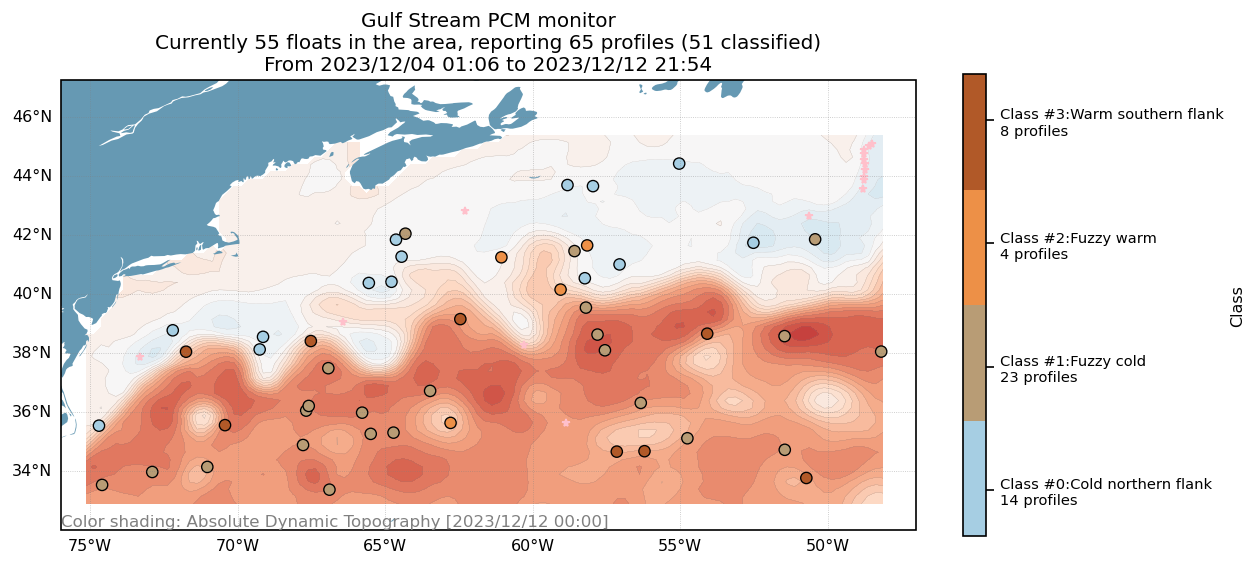 Gulf Stream PCM monitor
Currently 55 floats in the area, reporting 65 profiles (51 classified)
From 2023/12/04 01:06 to 2023/12/12 21:54
46°N
44°N
42°N
40°N
38°N
36°N
34°N
Color shading: Absolute Dynamic Topography [2023/12/12 00:00]
75°W
70°W
65°W
60°W
55°W
50°W
Class #3:Warm southern flank
8 profiles
Class #2:Fuzzy warm
4 profiles
Class #1:Fuzzy cold
23 profiles
Class #0:Cold northern flank
14 profiles
Class